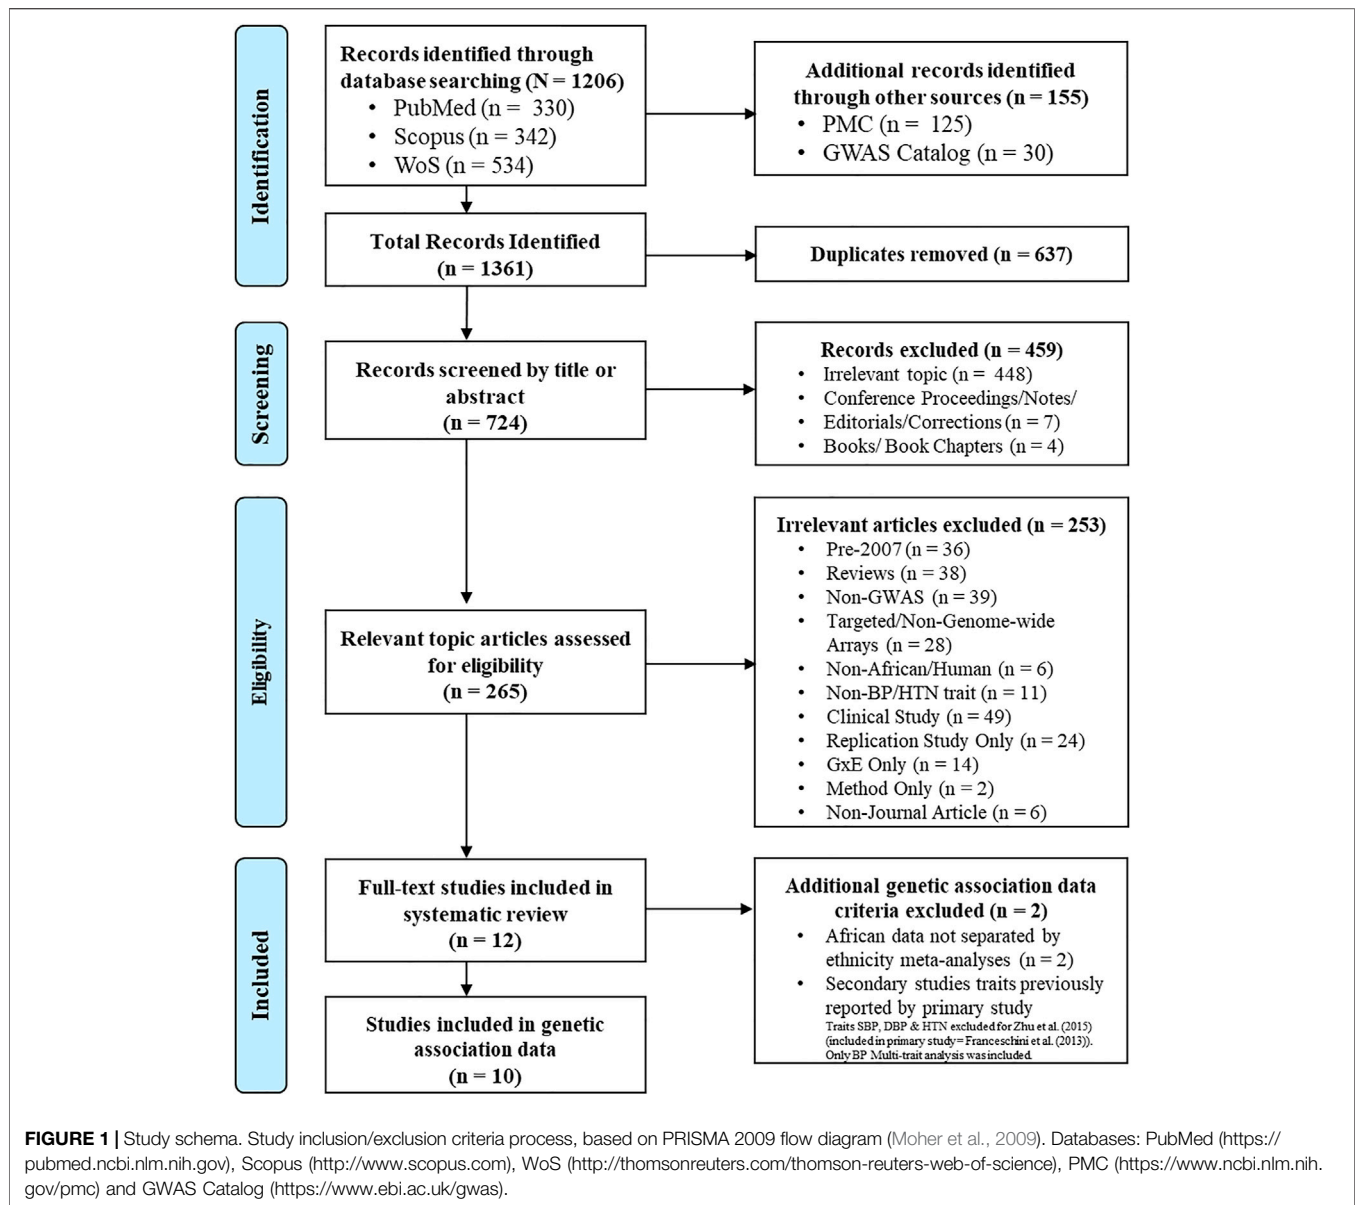 Identification
Records identified through
database searching (N = 1206)
• PubMed (n = 330)
• Scopus (n = 342)
• WoS (n = 534)
Additional records identified
through other sources (n = 155)
• PMC (n = 125)
• GWAS Catalog (n = 30)
Total Records Identified
(n = 1361)
Duplicates removed (n = 637)
Screening
Records screened by title or
abstract
(n = 724)
Records excluded (n = 459)
• Irrelevant topic (n = 448)
• Conference Proceedings/Notes/
• Editorials/Corrections (n = 7)
• Books/ Book Chapters (n = 4)
Eligibility
Relevant topic articles assessed
for eligibility
(n = 265)
Irrelevant articles excluded (n = 253)
• Pre-2007 (n = 36)
• Reviews (n = 38)
• Non-GWAS (n = 39)
• Targeted/Non-Genome-wide
Arrays (n = 28)
• Non-African/Human (n = 6)
• Non-BP/HTN trait (n = 11)
• Clinical Study (n = 49)
• Replication Study Only (n = 24)
• GxE Only (n = 14)
• Method Only (n = 2)
• Non-Journal Article (n = 6)
Included
Full-text studies included in
systematic review
(n = 12)
Additional genetic association data
criteria excluded (n = 2)
• African data not separated by
ethnicity meta-analyses (n = 2)
• Secondary studies traits previously
reported by primary study
Traits SBP, DBP & HTN excluded for Zhu et al. (2015)
(included in primary study = Franceschini et al. (2013)).
Only BP Multi-trait analysis was included.
Studies included in genetic
association data
(n = 10)
FIGURE 1 | Study schema. Study inclusion/exclusion criteria process, based on PRISMA 2009 flow diagram (Moher et al., 2009). Databases: PubMed (https://
pubmed.ncbi.nlm.nih.gov), Scopus (http://www.scopus.com), WoS (http://thomsonreuters.com/thomson-reuters-web-of-science), PMC (https://www.ncbi.nlm.nih.
gov/pmc) and GWAS Catalog (https://www.ebi.ac.uk/gwas).